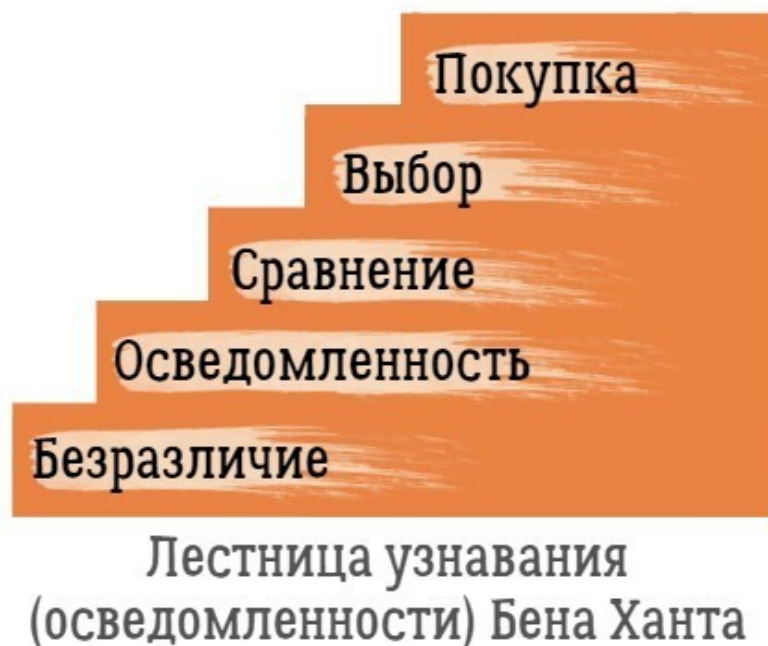 Покупка
Выбор
Сравнение
Осведомленность
Безразличие
Лестница узнавания
(осведомленности) Бена Ханта